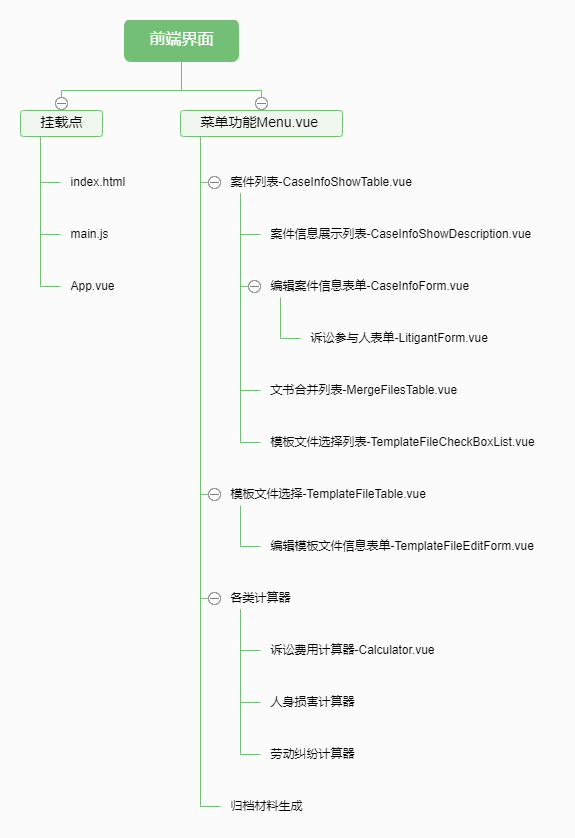 前端界面
挂载点
index.html
main.js
App.vue
菜单功能Menu.vue
案件列表-CaseInfoShowTable.vue
案件信息展示列表-CaseInfoShowDescription.vue
编辑案件信息表单-CaseInfoForm.vue
诉讼参与人表单-LitigantForm.vue
文书合并列表-MergeFilesTable.vue
模板文件选择列表-TemplateFileCheckBoxList.vue
模板文件选择-TemplateFileTable.vue
编辑模板文件信息表单-TemplateFileEditForm.vue
各类计算器
诉讼费用计算器-Calculator.vue
人身损害计算器
劳动纠纷计算器
归档材料生成